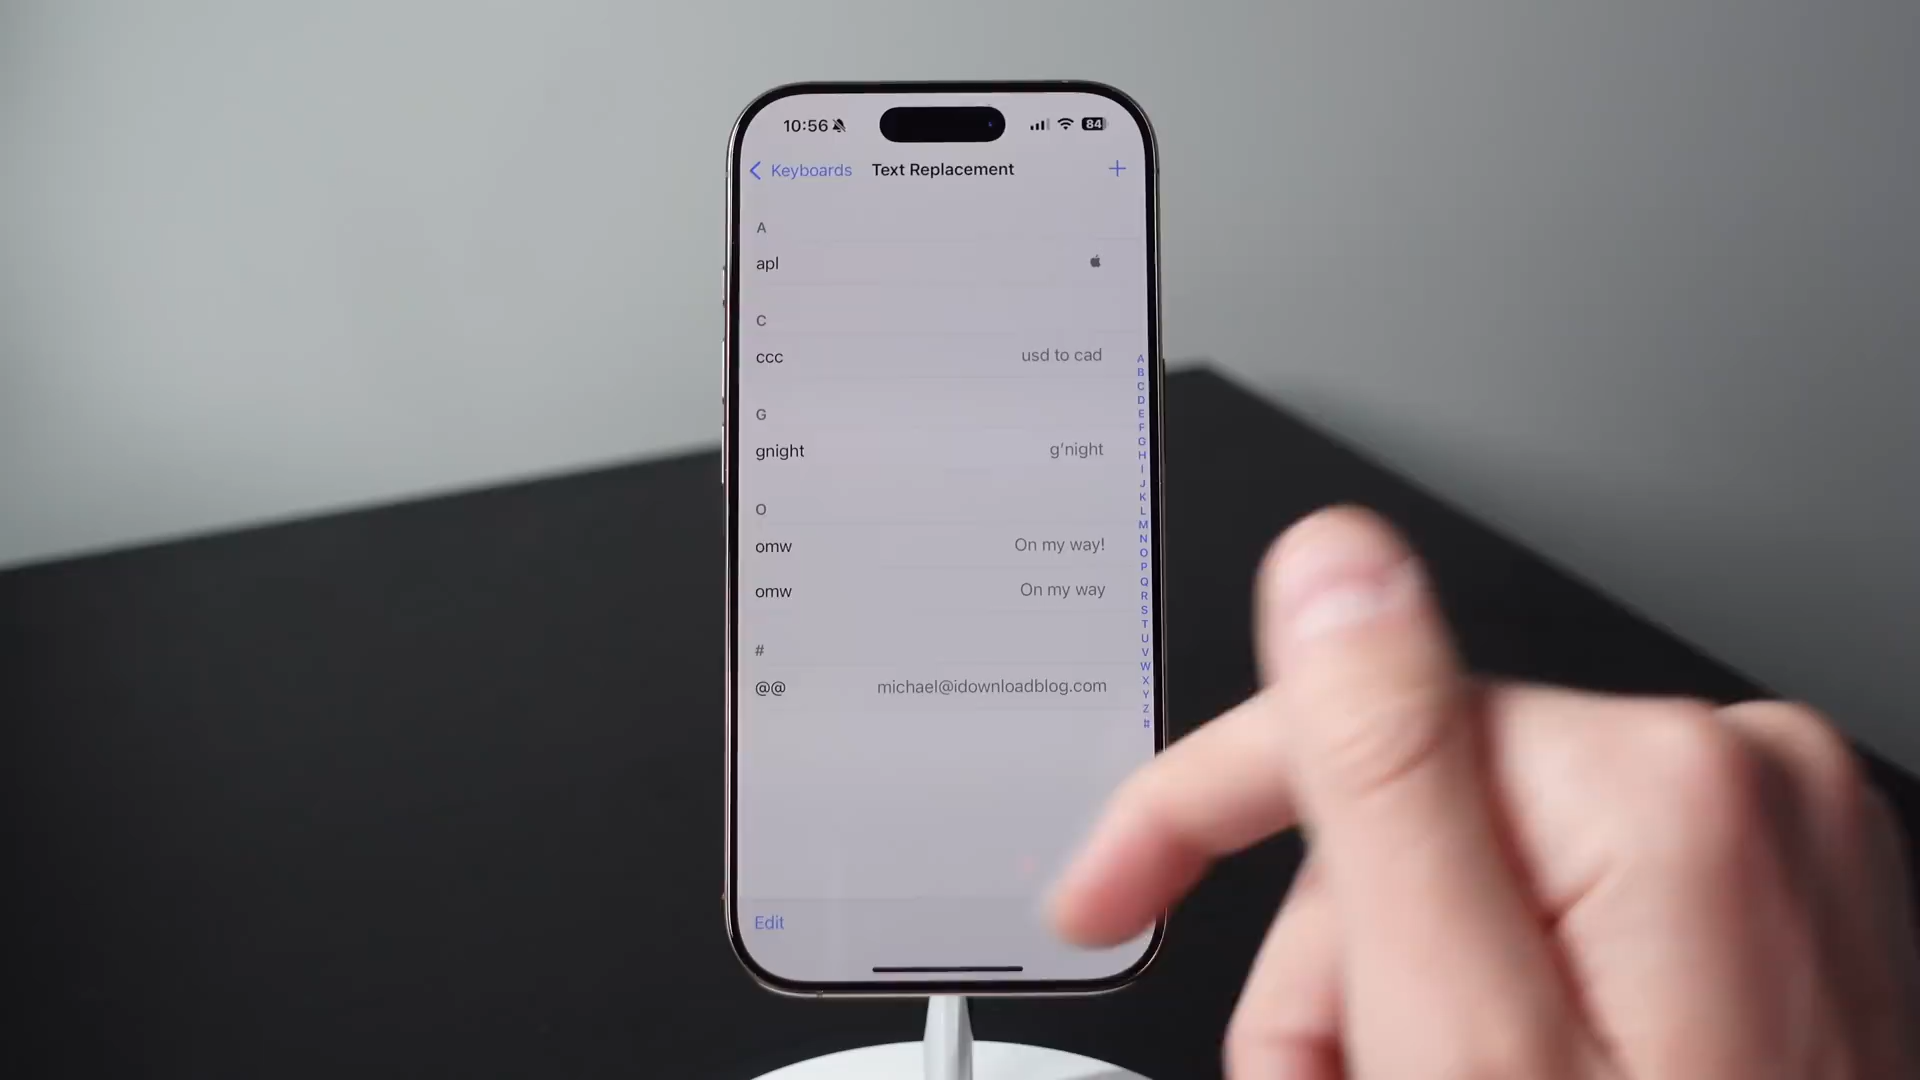 10:56
84
Keyboards
Text Replacement
+
A
apl
C
ccc
usd to cad
G
gnight
g'night
O
omw
On my way!
omw
On my way
#
@@
michael@idownloadblog.com
Edit
A
B
C
D
E
F
G
H
I
J
K
L
M
N
O
P
Q
R
S
T
U
V
W
X
Y
Z
#